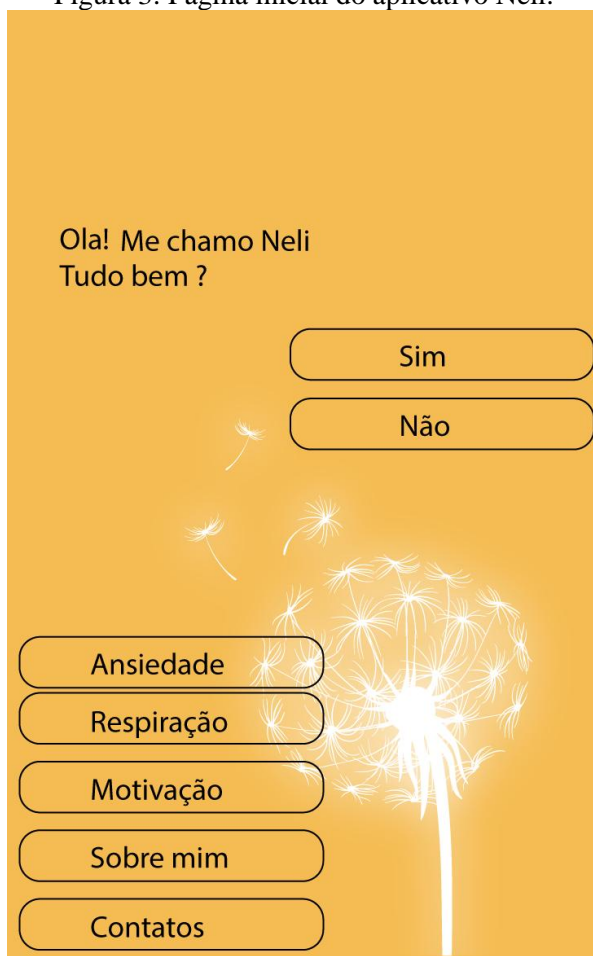 Figura 3. Página inicial do aplicativo Neli.
Ola! Me chamo Neli
Tudo bem ?
Sim
Não
Ansiedade
Respiração
Motivação
Sobre mim
Contatos